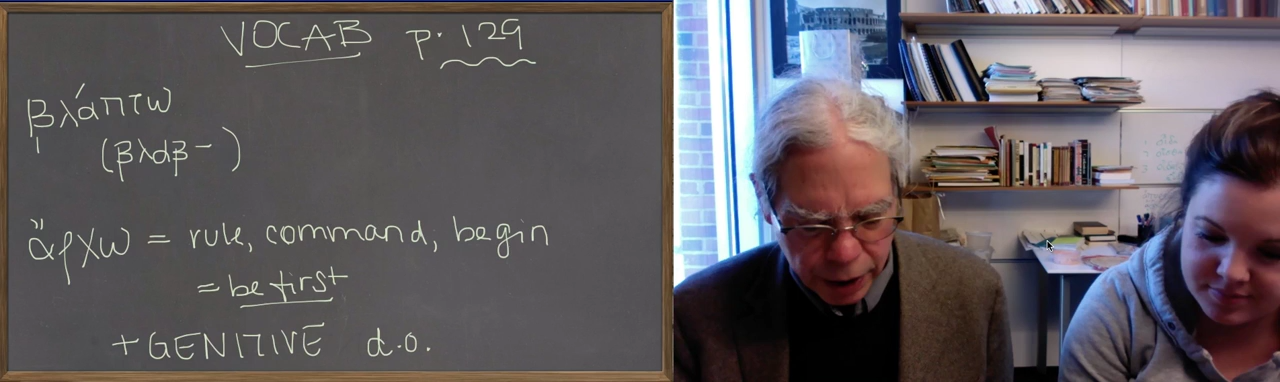 VOCAB p. 129
βλάπτω
(βλαβ-)
ἄρχω = rule, command, begin
= be first
+ GENITIVE d.o.